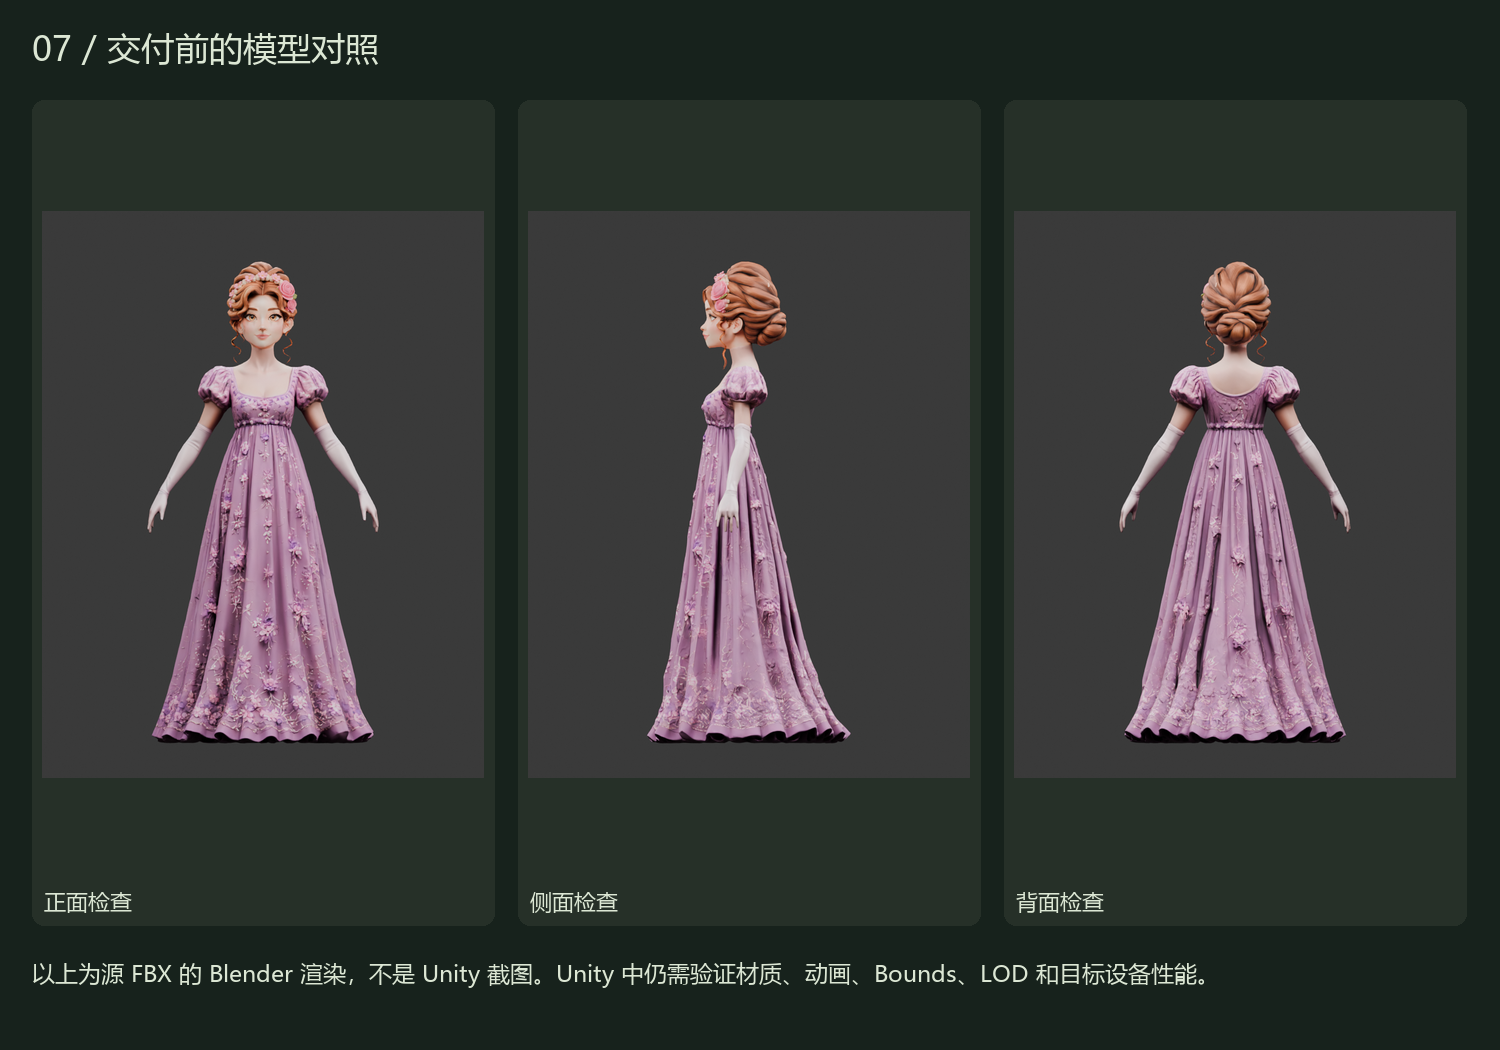 07 / 交付前的模型对照
正面检查
侧面检查
背面检查
以上为源 FBX 的 Blender 渲染，不是 Unity 截图。Unity 中仍需验证材质、动画、Bounds、LOD 和目标设备性能。